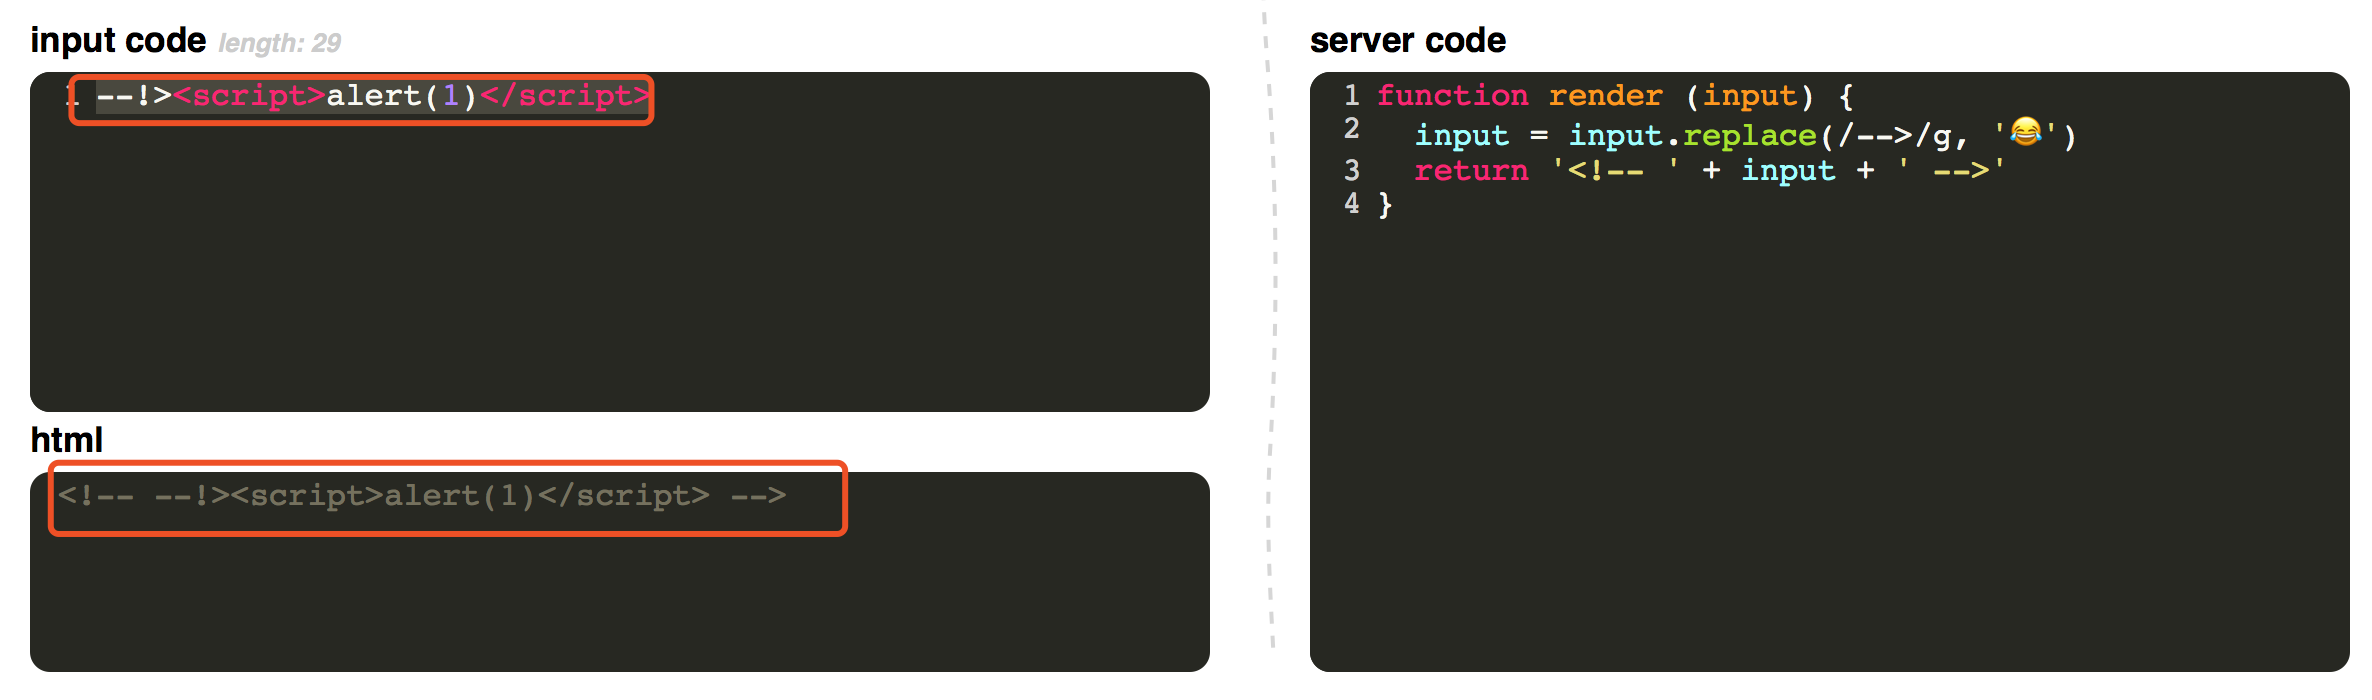 input code length: 29
1 --!><script>alert(1)</script>
html
<!-- --!><script>alert(1)</script> -->
server code
1 function render (input) {
2   input = input.replace(/-->/g, '😂')
3   return '<!-- ' + input + ' -->'
4 }